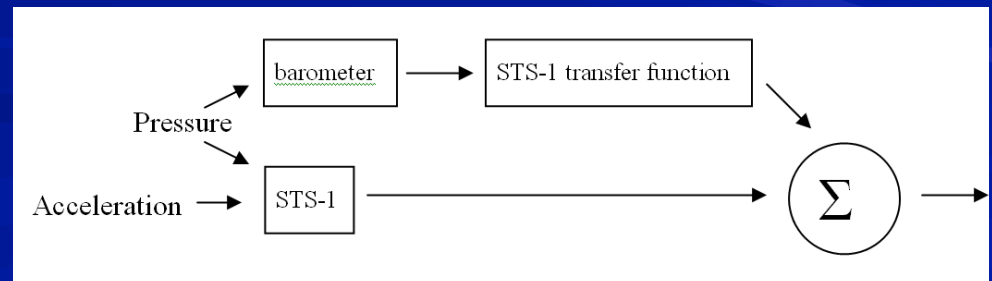 barometer
STS-1 transfer function
Pressure
Acceleration
STS-1
Σ